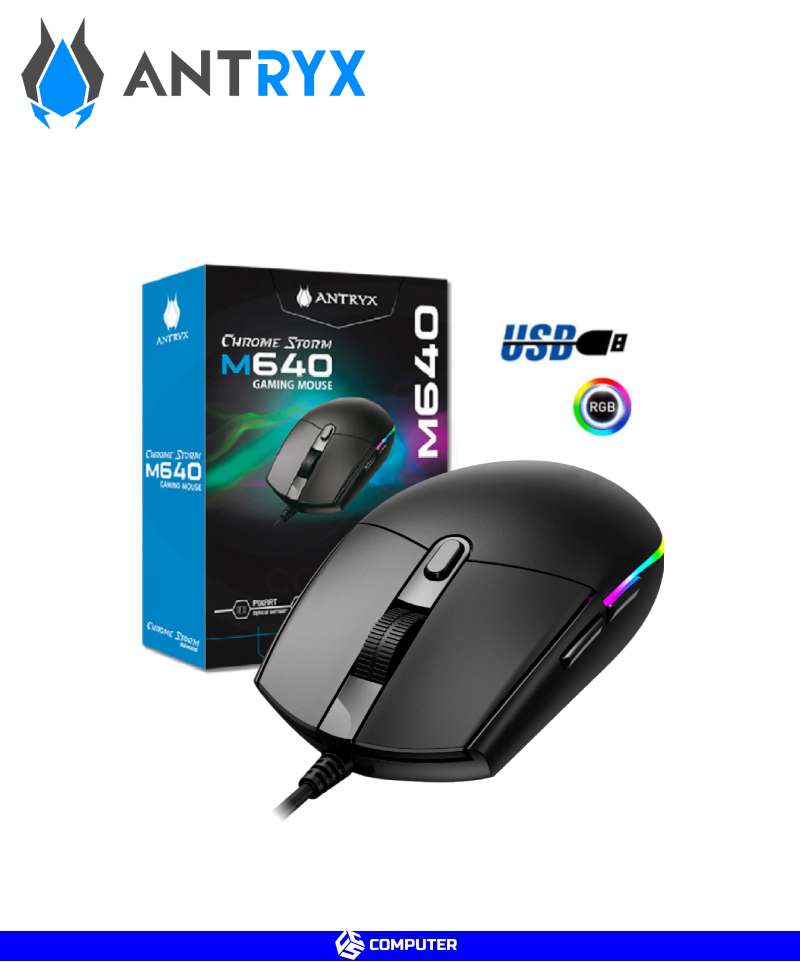 ANTRYX
ANTRYX
CHROME STORM
M640
GAMING MOUSE
M640
ANTRYX
CHROME STORM
M640
GAMING MOUSE
PIXART
CHROME STORM
USB
RGB
COMPUTER